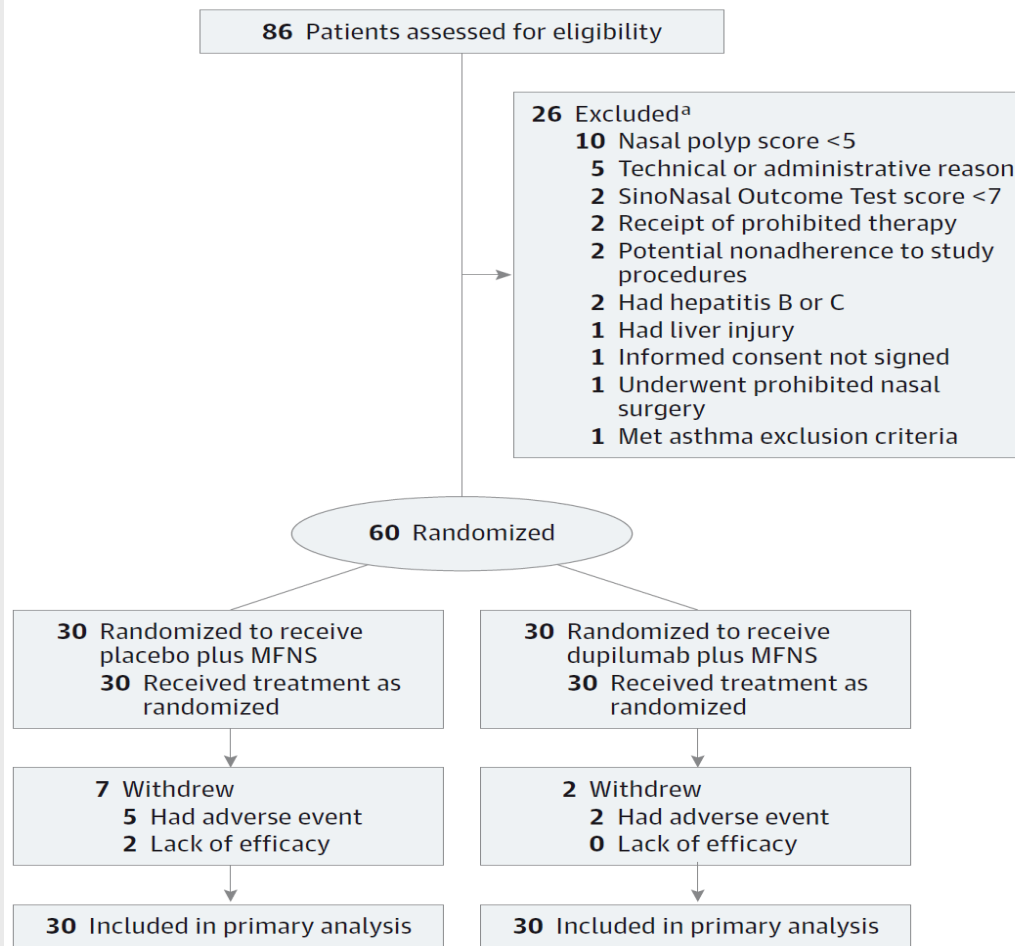 86 Patients assessed for eligibility
26 Excludedᵃ
10 Nasal polyp score <5
5 Technical or administrative reason
2 SinoNasal Outcome Test score <7
2 Receipt of prohibited therapy
2 Potential nonadherence to study
procedures
2 Had hepatitis B or C
1 Had liver injury
1 Informed consent not signed
1 Underwent prohibited nasal
surgery
1 Met asthma exclusion criteria
60 Randomized
30 Randomized to receive
placebo plus MFNS
30 Received treatment as
randomized
30 Randomized to receive
dupilumab plus MFNS
30 Received treatment as
randomized
7 Withdrew
5 Had adverse event
2 Lack of efficacy
2 Withdrew
2 Had adverse event
0 Lack of efficacy
30 Included in primary analysis
30 Included in primary analysis